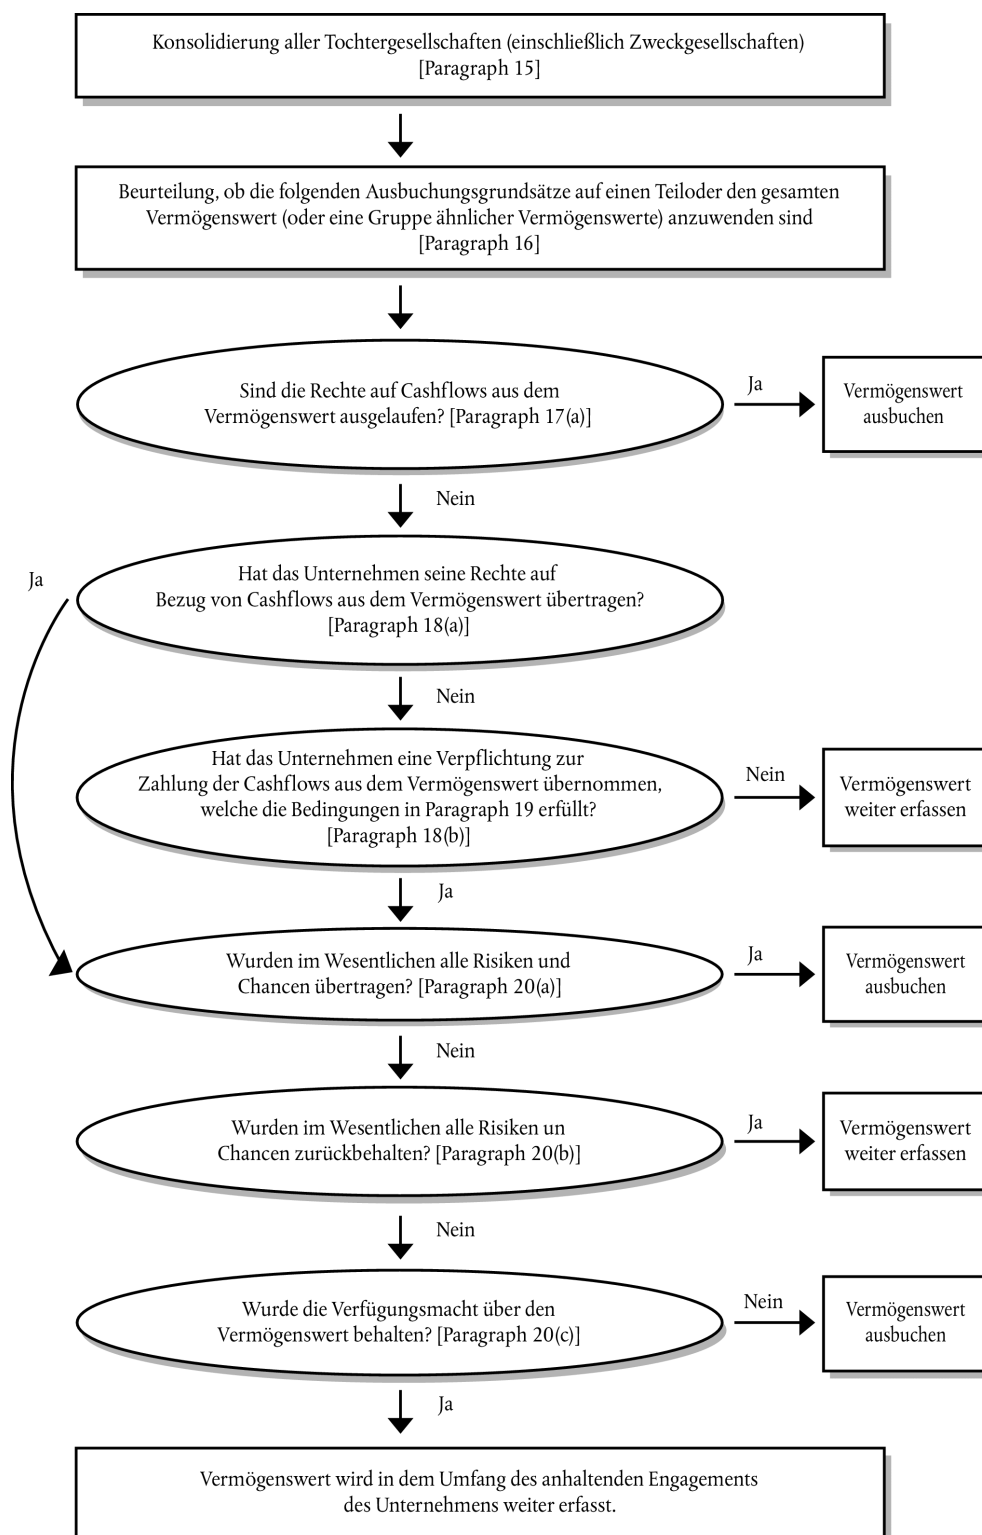 Konsolidierung aller Tochtergesellschaften (einschließlich Zweckgesellschaften)
[Paragraph 15]
Beurteilung, ob die folgenden Ausbuchungsgrundsätze auf einen Teiloder den gesamten
Vermögenswert (oder eine Gruppe ähnlicher Vermögenswerte) anzuwenden sind
[Paragraph 16]
Sind die Rechte auf Cashflows aus dem
Vermögenswert ausgelaufen? [Paragraph 17(a)]
Ja
Vermögenswert
ausbuchen
Nein
Hat das Unternehmen seine Rechte auf
Bezug von Cashflows aus dem Vermögenswert übertragen?
[Paragraph 18(a)]
Ja
Nein
Hat das Unternehmen eine Verpflichtung zur
Zahlung der Cashflows aus dem Vermögenswert übernommen,
welche die Bedingungen in Paragraph 19 erfüllt?
[Paragraph 18(b)]
Nein
Vermögenswert
weiter erfassen
Ja
Wurden im Wesentlichen alle Risiken und
Chancen übertragen? [Paragraph 20(a)]
Ja
Vermögenswert
ausbuchen
Nein
Wurden im Wesentlichen alle Risiken un
Chancen zurückbehalten? [Paragraph 20(b)]
Ja
Vermögenswert
weiter erfassen
Nein
Wurde die Verfügungsmacht über den
Vermögenswert behalten? [Paragraph 20(c)]
Nein
Vermögenswert
ausbuchen
Ja
Vermögenswert wird in dem Umfang des anhaltenden Engagements
des Unternehmens weiter erfasst.